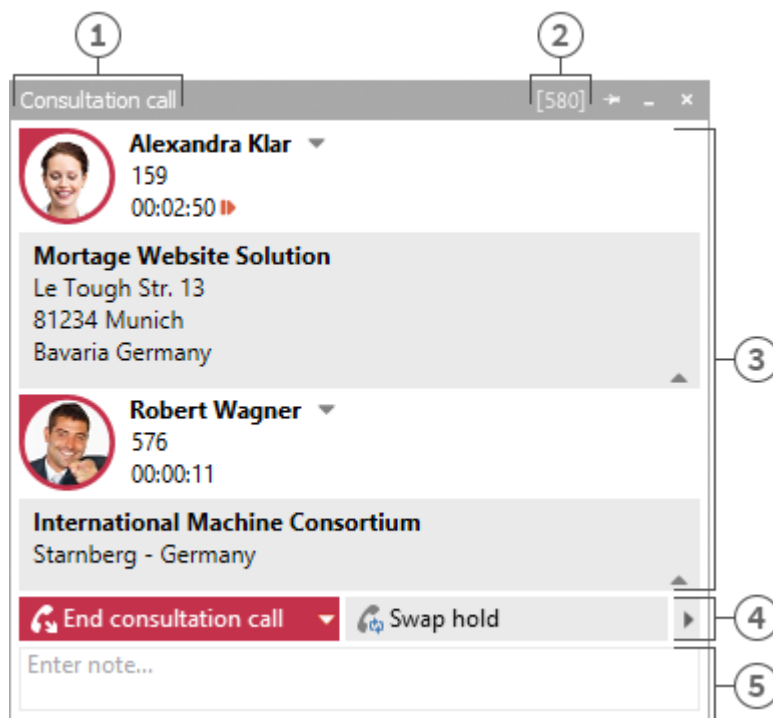 1 2
Consultation call [580]
Alexandra Klar
159
00:02:50
Mortage Website Solution
Le Tough Str. 13
81234 Munich
Bavaria Germany
3
Robert Wagner
576
00:00:11
International Machine Consortium
Starnberg - Germany
End consultation call Swap hold 4
Enter note... 5